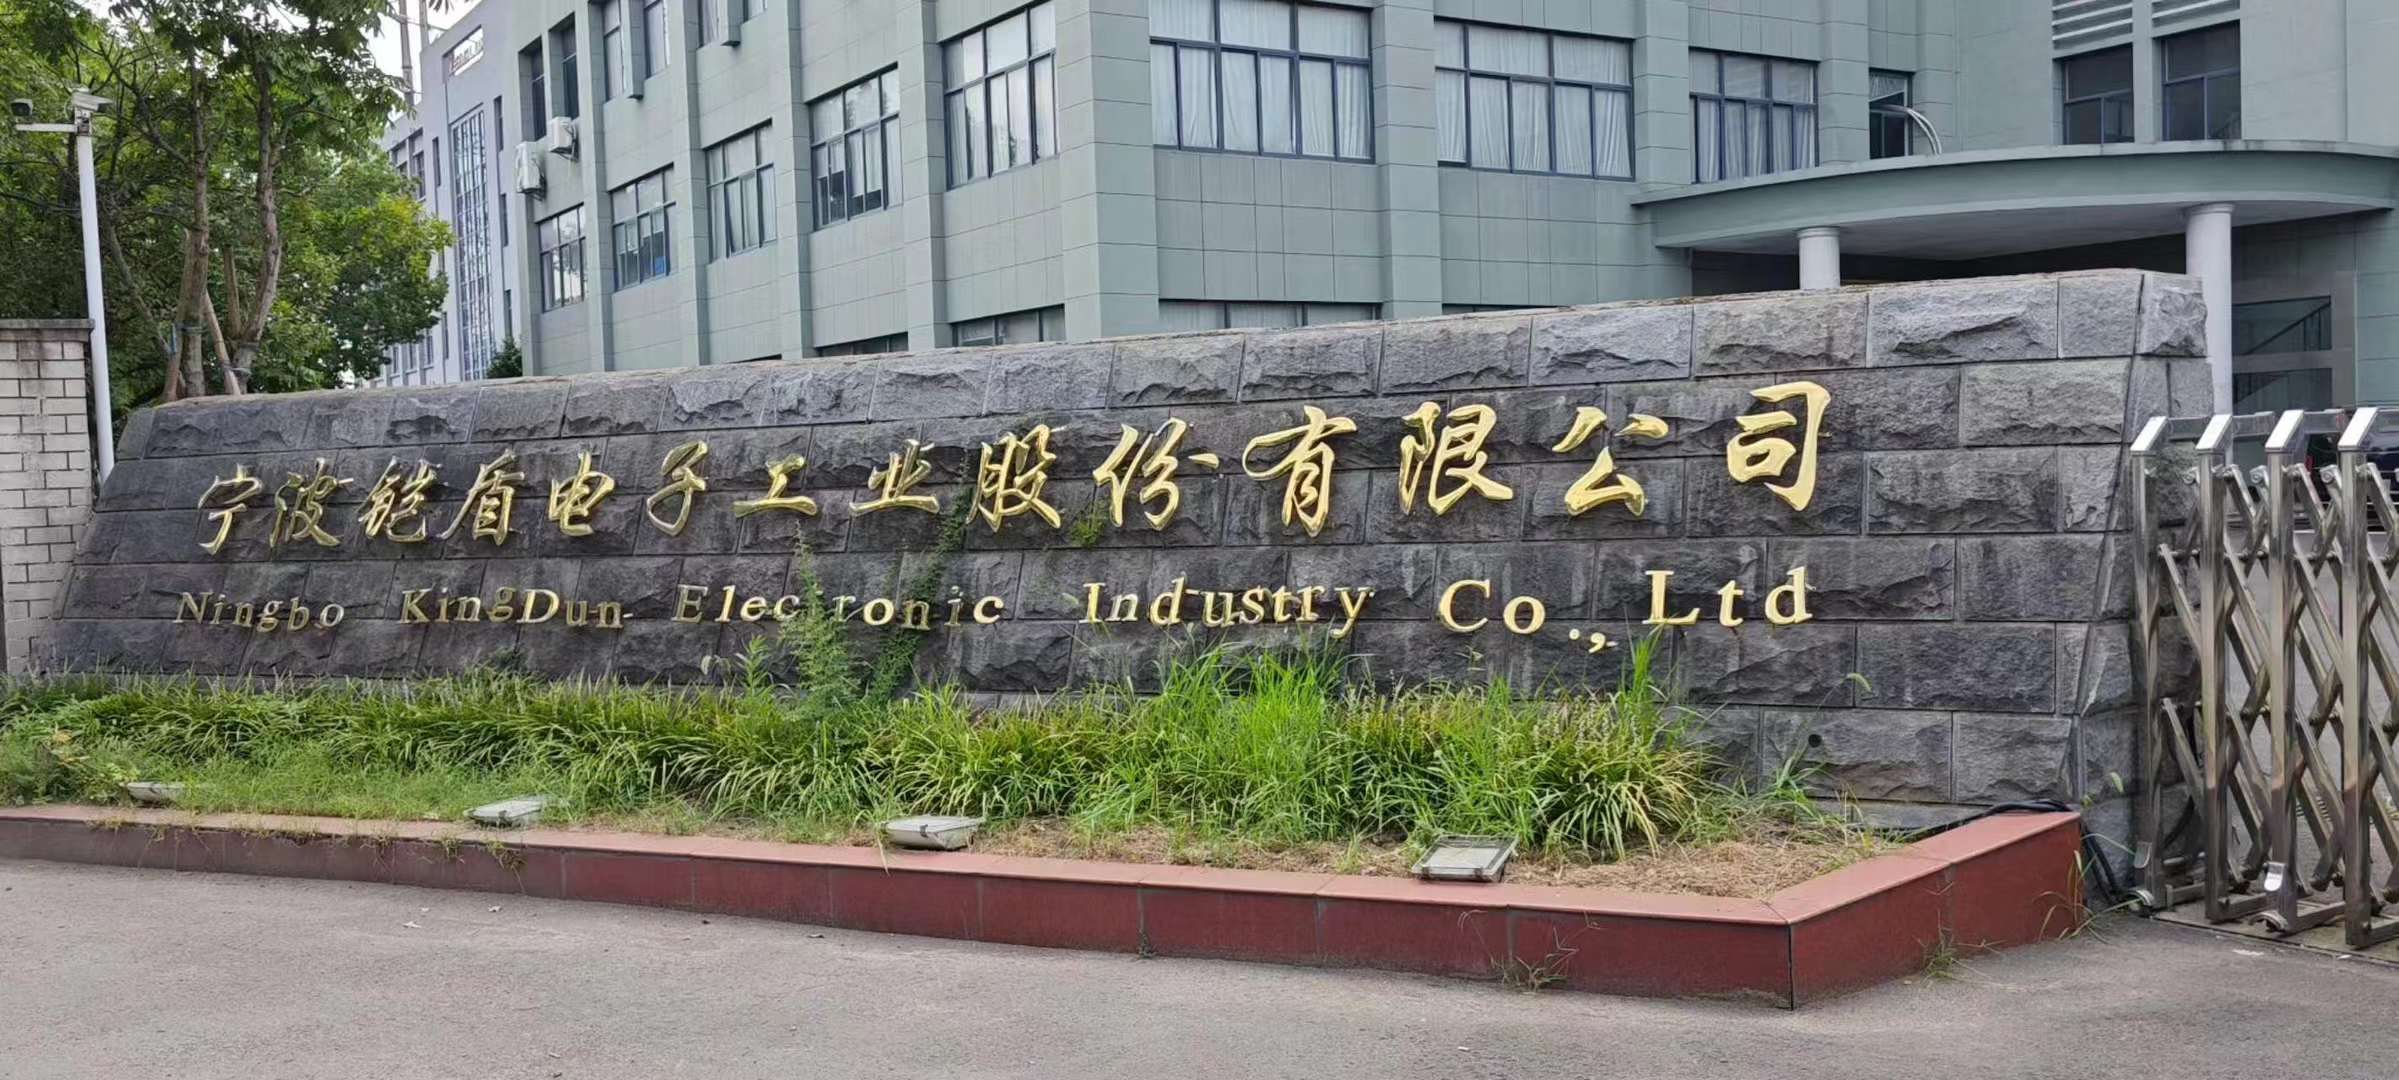 宁波铠盾电子工业股份有限公司
Ningbo KingDun Electronic Industry Co., Ltd